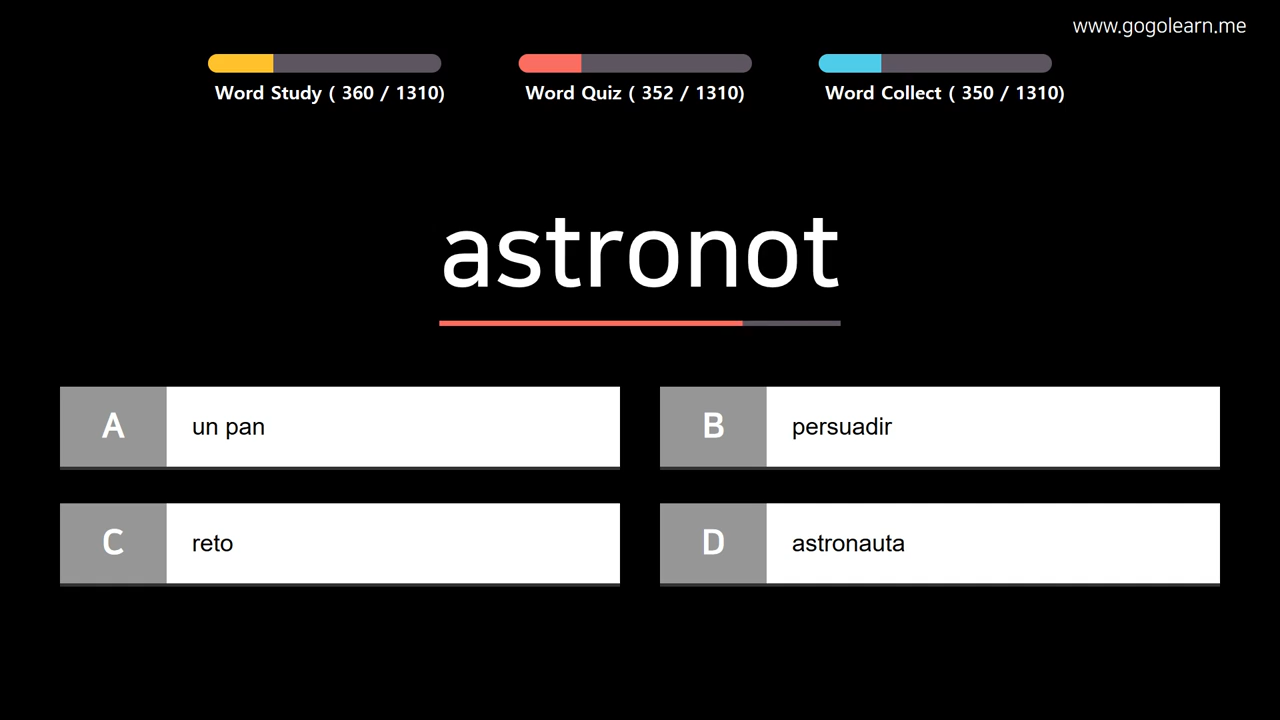 www.gogolearn.me
Word Study ( 360 / 1310)
Word Quiz ( 352 / 1310)
Word Collect ( 350 / 1310)
astronot
A
un pan
B
persuadir
C
reto
D
astronauta